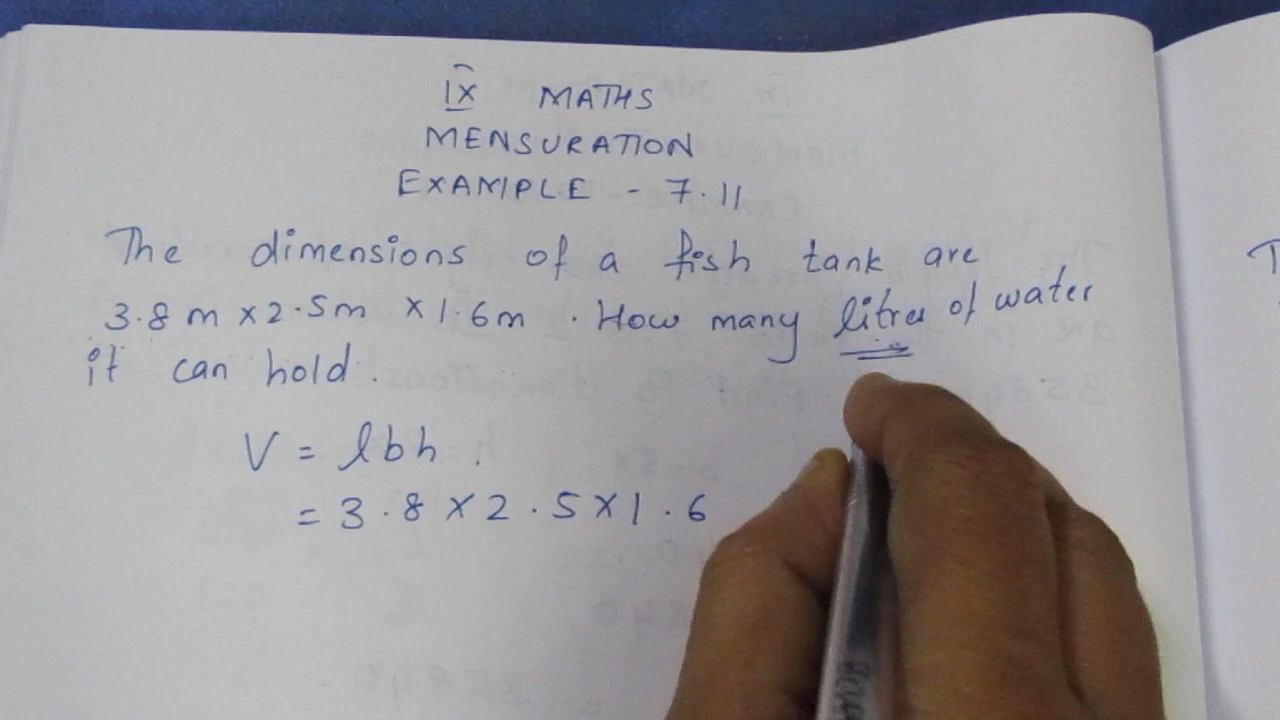 IX MATHS
MENSURATION
EXAMPLE - 7.11
The dimensions of a fish tank are
3.8 m x 2.5m x 1.6m . How many litres of water
it can hold.
V = lbh .
= 3.8 x 2.5 x 1.6